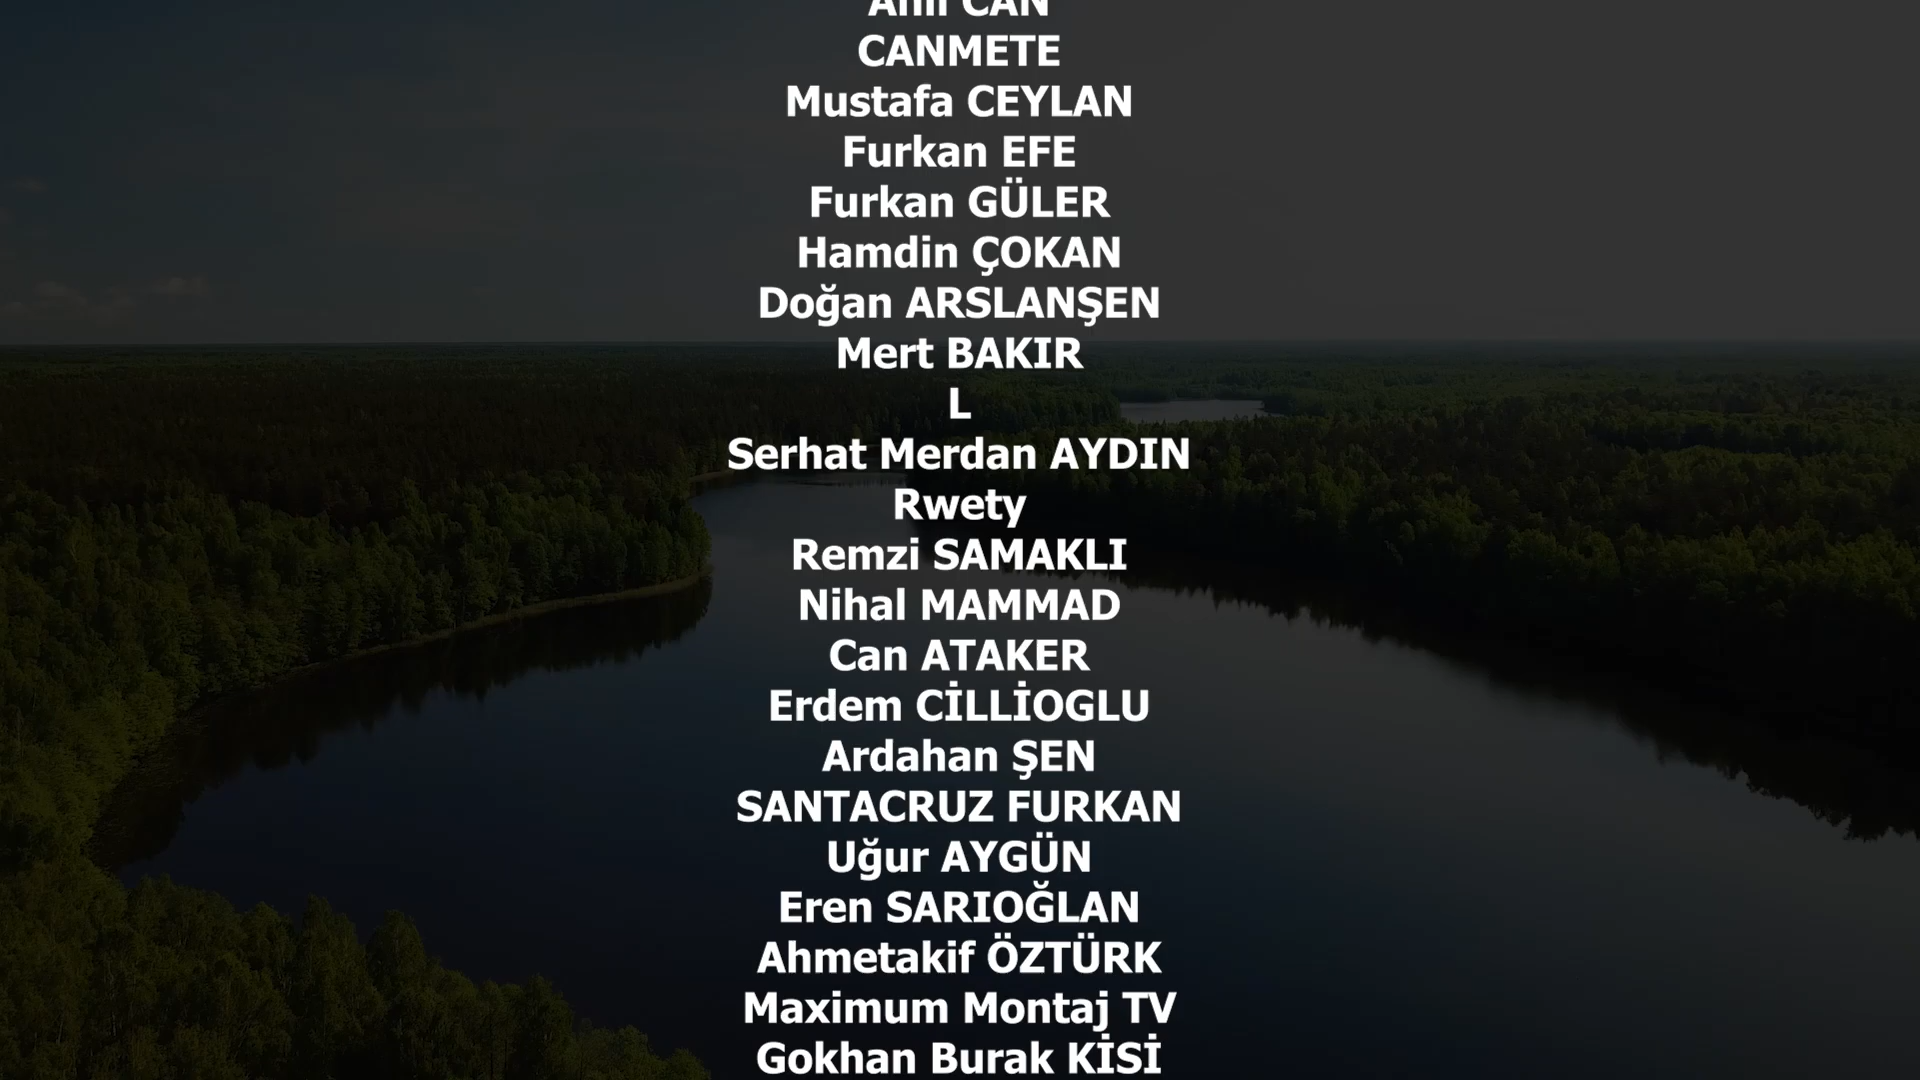 CAN
CANMETE
Mustafa CEYLAN
Furkan EFE
Furkan GÜLER
Hamdin ÇOKAN
Doğan ARSLANŞEN
Mert BAKIR
L
Serhat Merdan AYDIN
Rwety
Remzi SAMAKLI
Nihal MAMMAD
Can ATAKER
Erdem CİLLİOGLU
Ardahan ŞEN
SANTACRUZ FURKAN
Uğur AYGÜN
Eren SARIOĞLAN
Ahmetakif ÖZTÜRK
Maximum Montaj TV
Gokhan Burak KİSİ